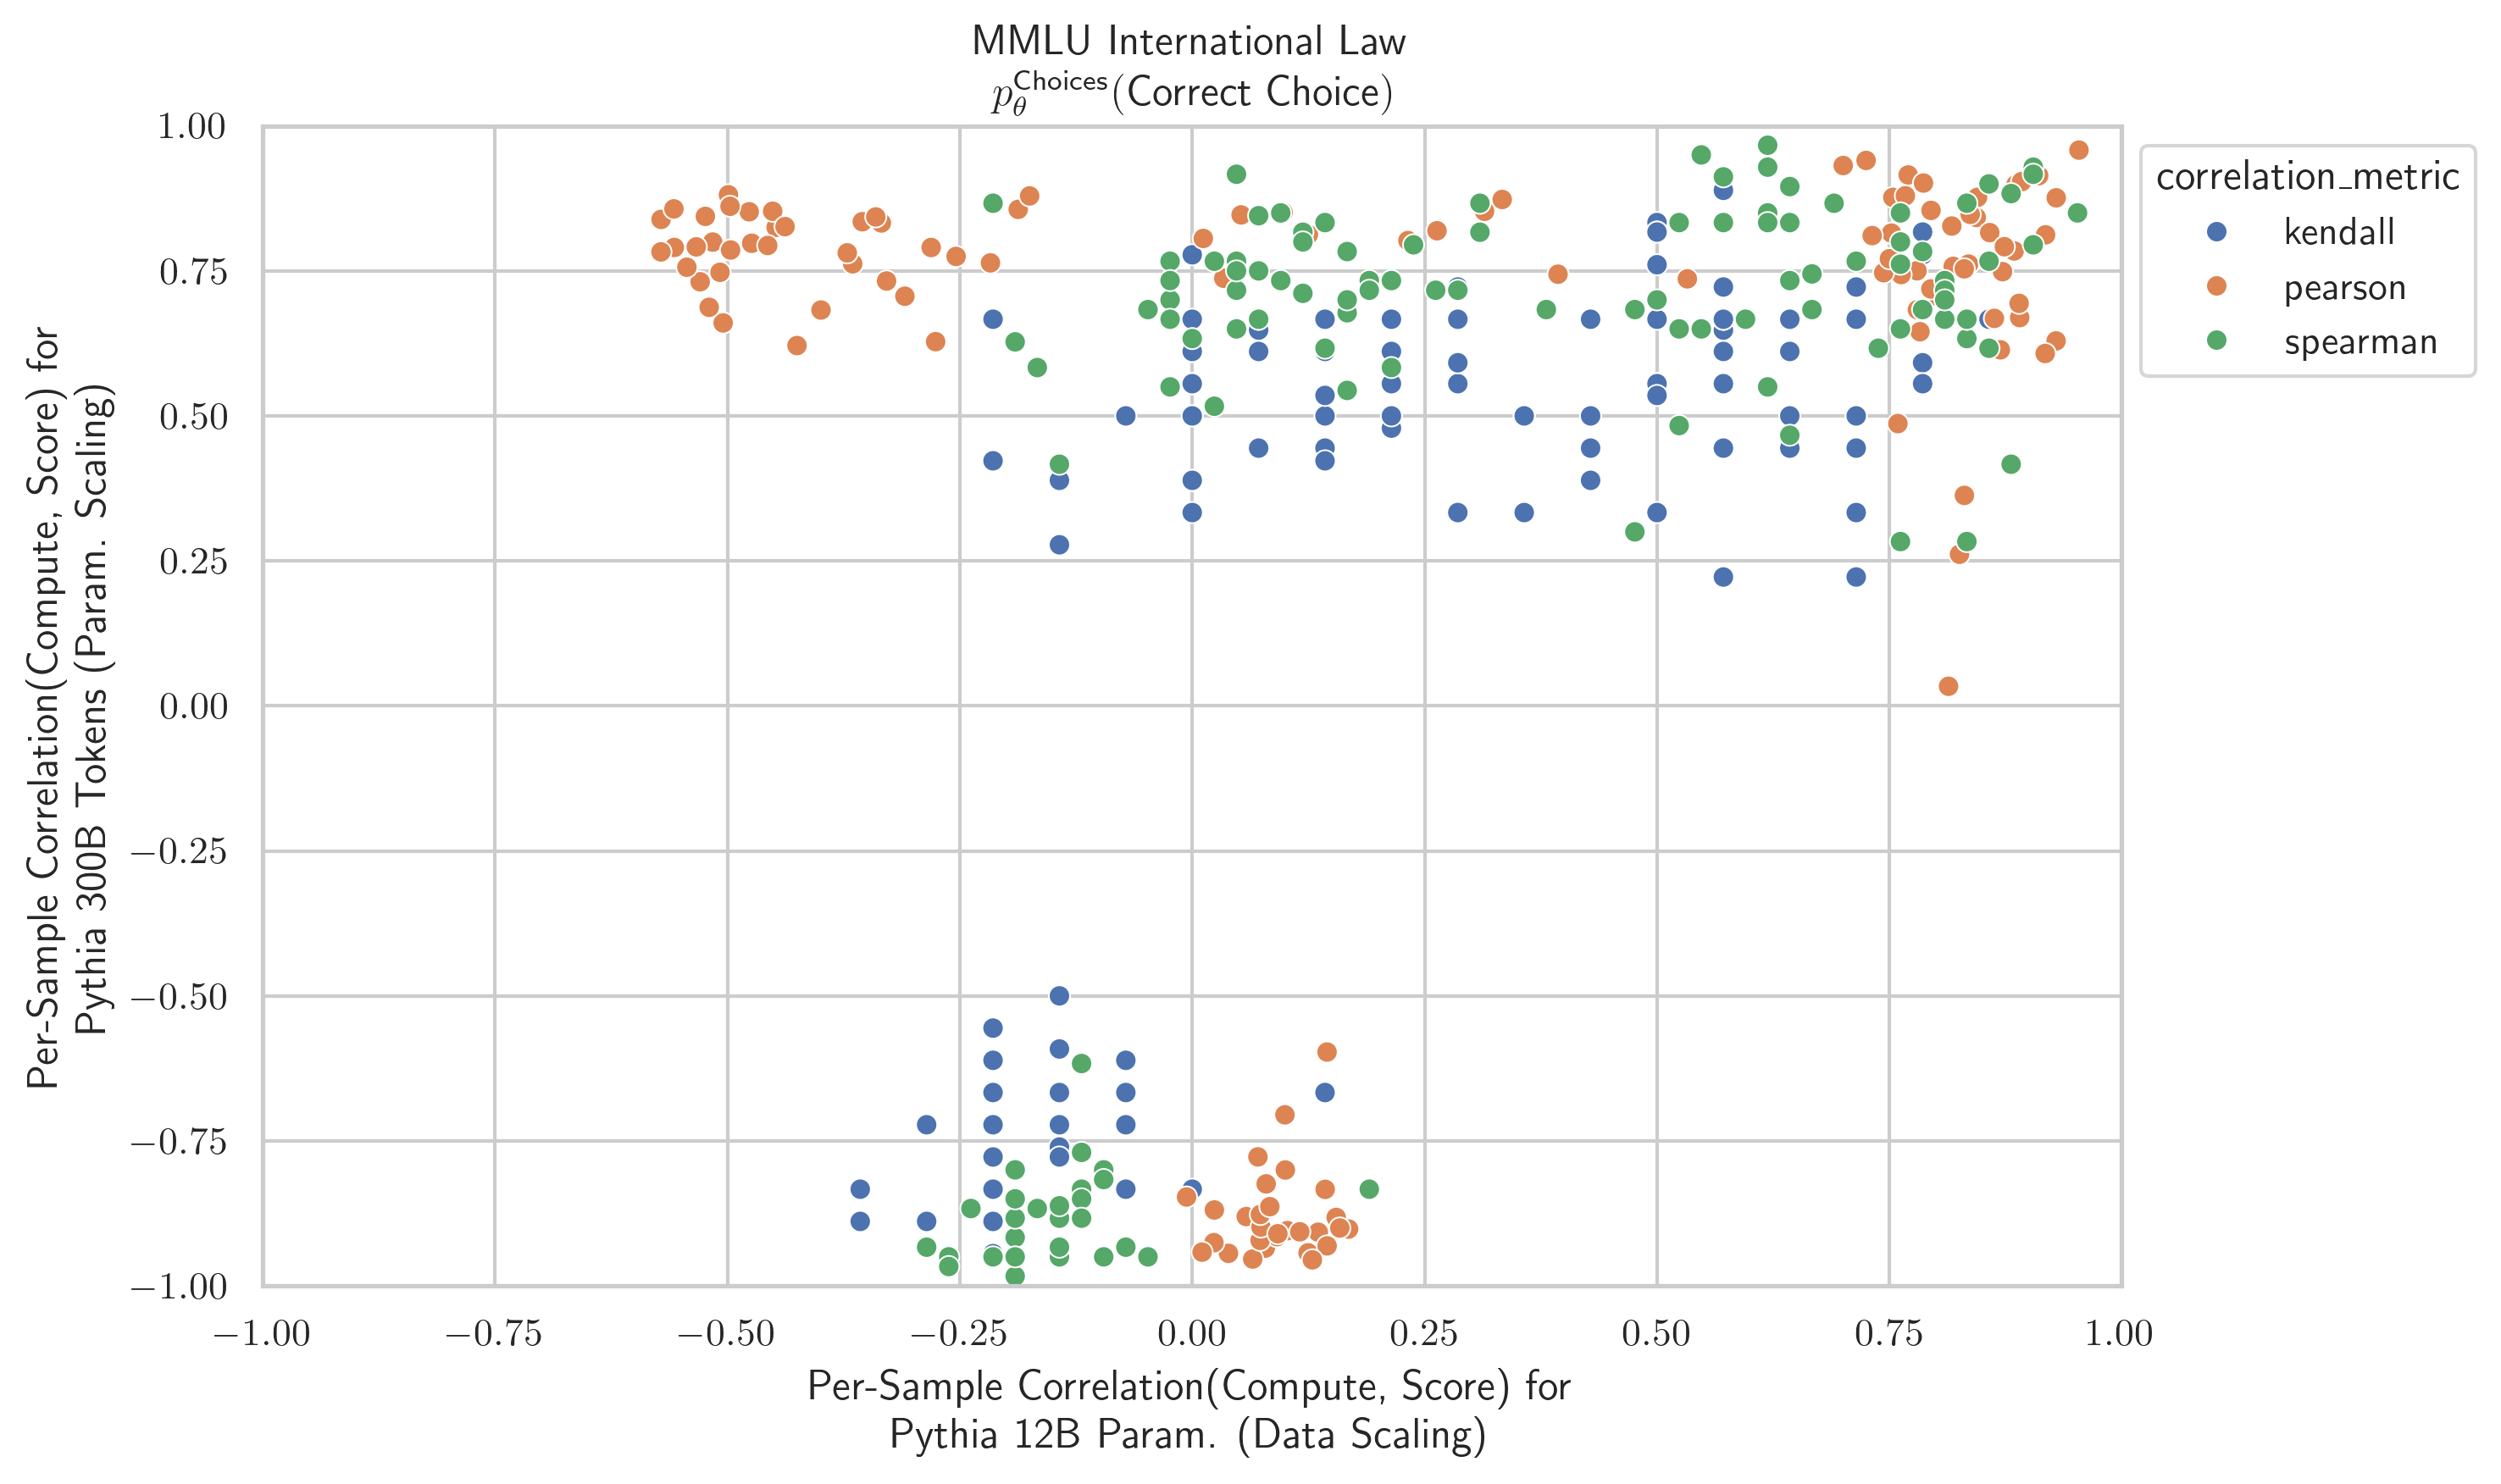 MMLU International Law
p_θ^Choices(Correct Choice)
1.00
0.75
0.50
0.25
0.00
−0.25
−0.50
−0.75
−1.00
Per-Sample Correlation(Compute, Score) for
Pythia 300B Tokens (Param. Scaling)
−1.00 −0.75 −0.50 −0.25 0.00 0.25 0.50 0.75 1.00
Per-Sample Correlation(Compute, Score) for
Pythia 12B Param. (Data Scaling)
correlation_metric
kendall
pearson
spearman